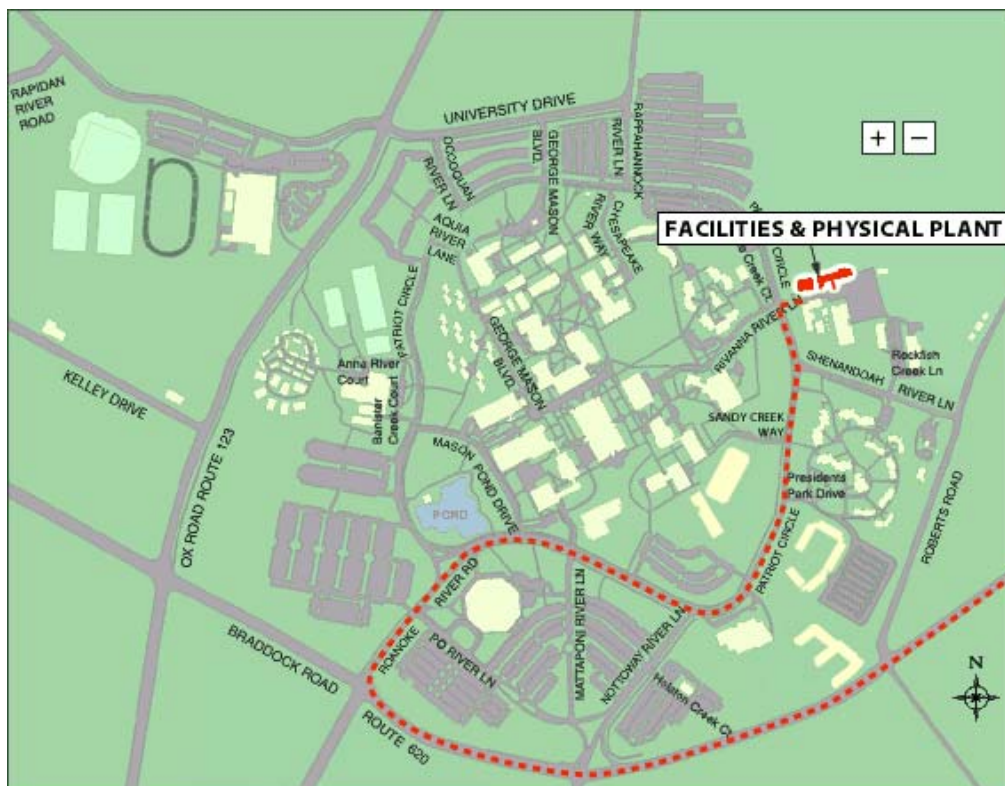 RAPIDAN
RIVER
ROAD
UNIVERSITY DRIVE
OCCOQUAN
RIVER LN
GEORGE MASON
BLVD.
RAPPAHANNOCK
RIVER LN
+ −
AQUIA
RIVER
LANE
CHESAPEAKE
RIVER WAY
FACILITIES & PHYSICAL PLANT
CIRCLE
Creek Ct.
PATRIOT CIRCLE
RIVANNA RIVER LN
GEORGE MASON
BLVD.
SHENANDOAH
RIVER LN
Rockfish
Creek Ln
Anna River
Court
Banister
Creek Court
KELLEY DRIVE
OX ROAD ROUTE 123
MASON POND DRIVE
SANDY CREEK
WAY
Presidents
Park Drive
POND
PATRIOT CIRCLE
ROBERTS ROAD
ROANOKE RIVER RD
PO RIVER LN
MATTAPONI RIVER LN
NOTTOWAY RIVER LN
Holston Creek Ct.
BRADDOCK ROAD
ROUTE 620
N